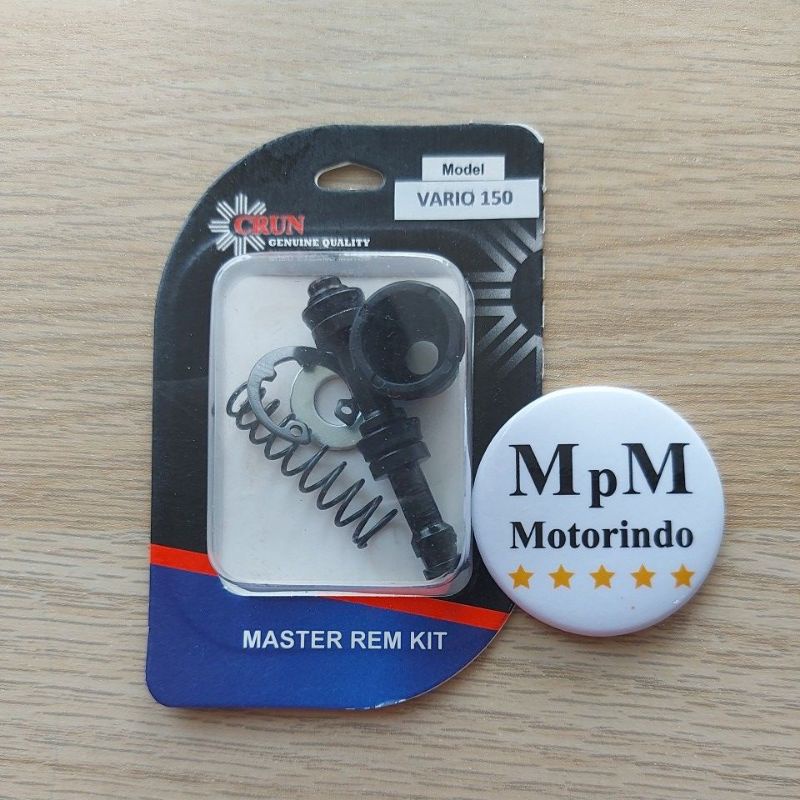 Model
VARIO 150
CRUN
GENUINE QUALITY
MpM
Motorindo
MASTER REM KIT